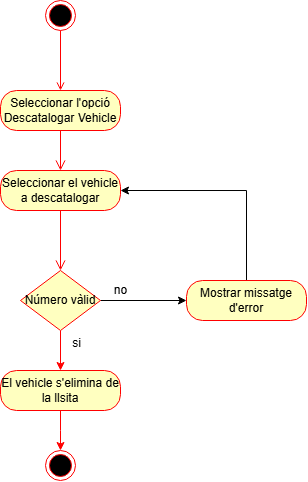 Seleccionar l'opció
Descatalogar Vehicle
Seleccionar el vehicle
a descatalogar
Número vàlid
no
Mostrar missatge
d'error
si
El vehicle s'elimina de
la llsita